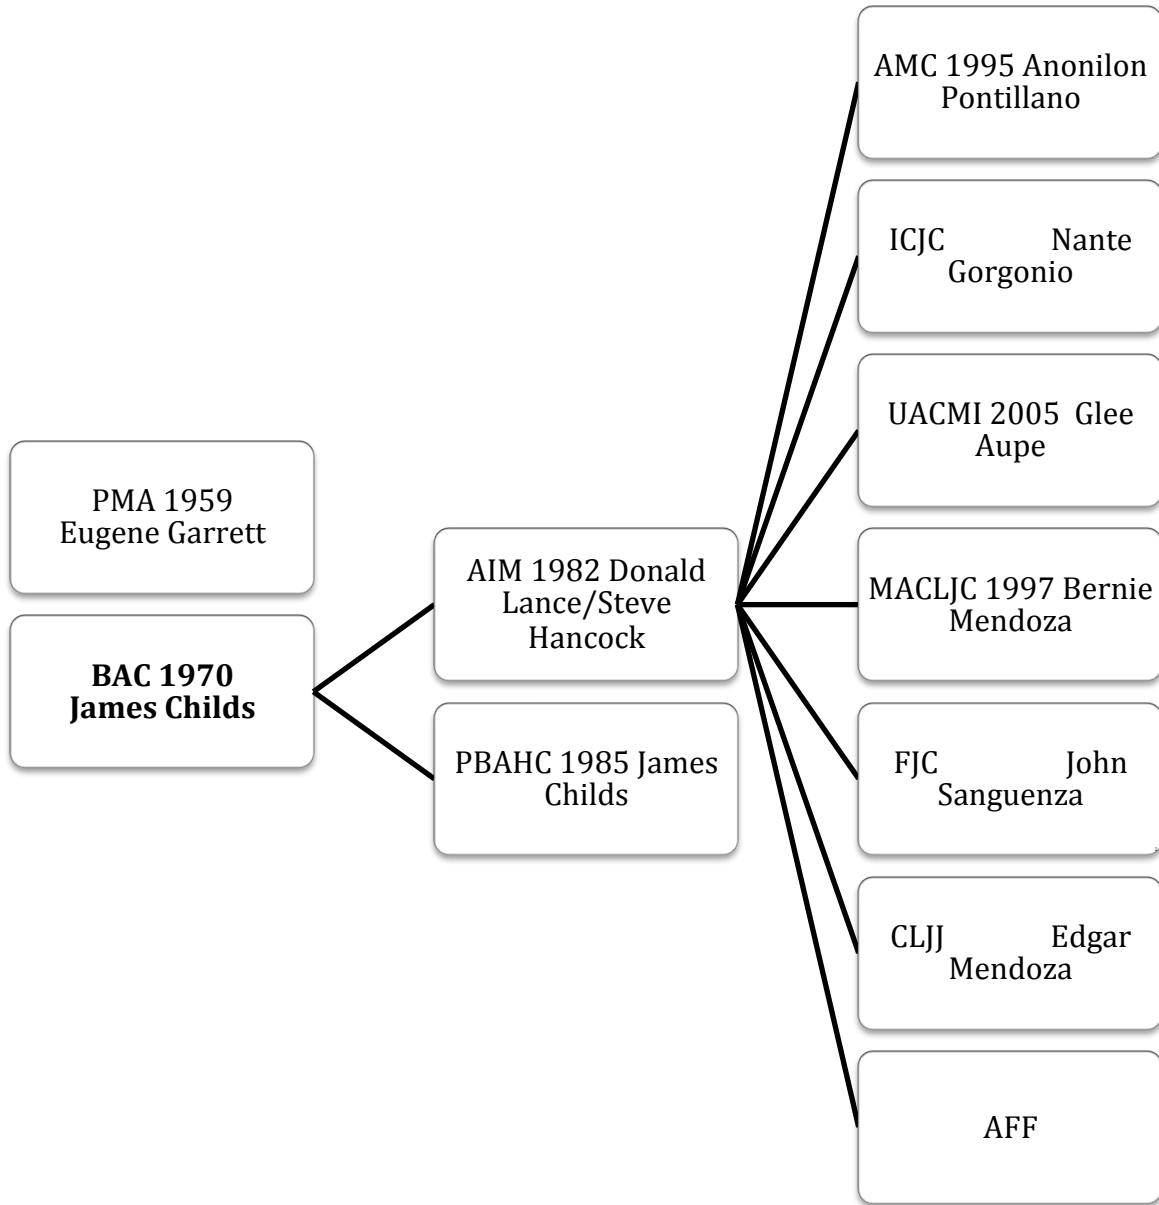 PMA 1959
Eugene Garrett
BAC 1970
James Childs
AIM 1982 Donald
Lance/Steve
Hancock
PBAHC 1985 James
Childs
AMC 1995 Anonilon
Pontillano
ICJC Nante
Gorgonio
UACMI 2005 Glee
Aupe
MACLJC 1997 Bernie
Mendoza
FJC John
Sanguenza
CLJJ Edgar
Mendoza
AFF